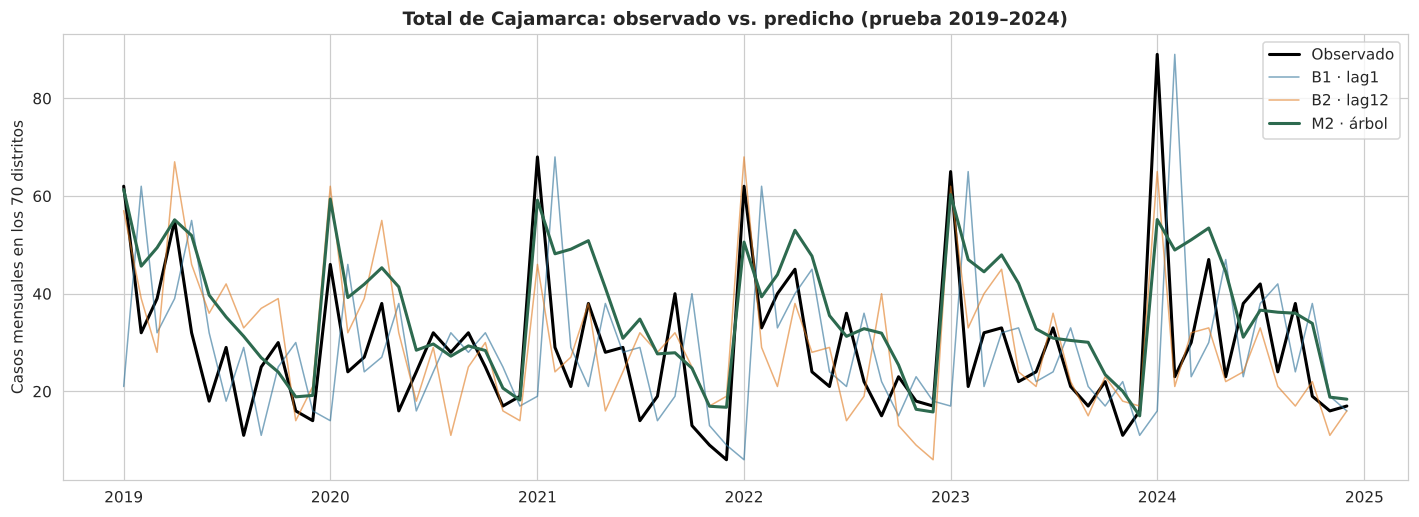 Total de Cajamarca: observado vs. predicho (prueba 2019–2024)
Casos mensuales en los 70 distritos
80
60
40
20
Observado
B1 · lag1
B2 · lag12
M2 · árbol
2019 2020 2021 2022 2023 2024 2025